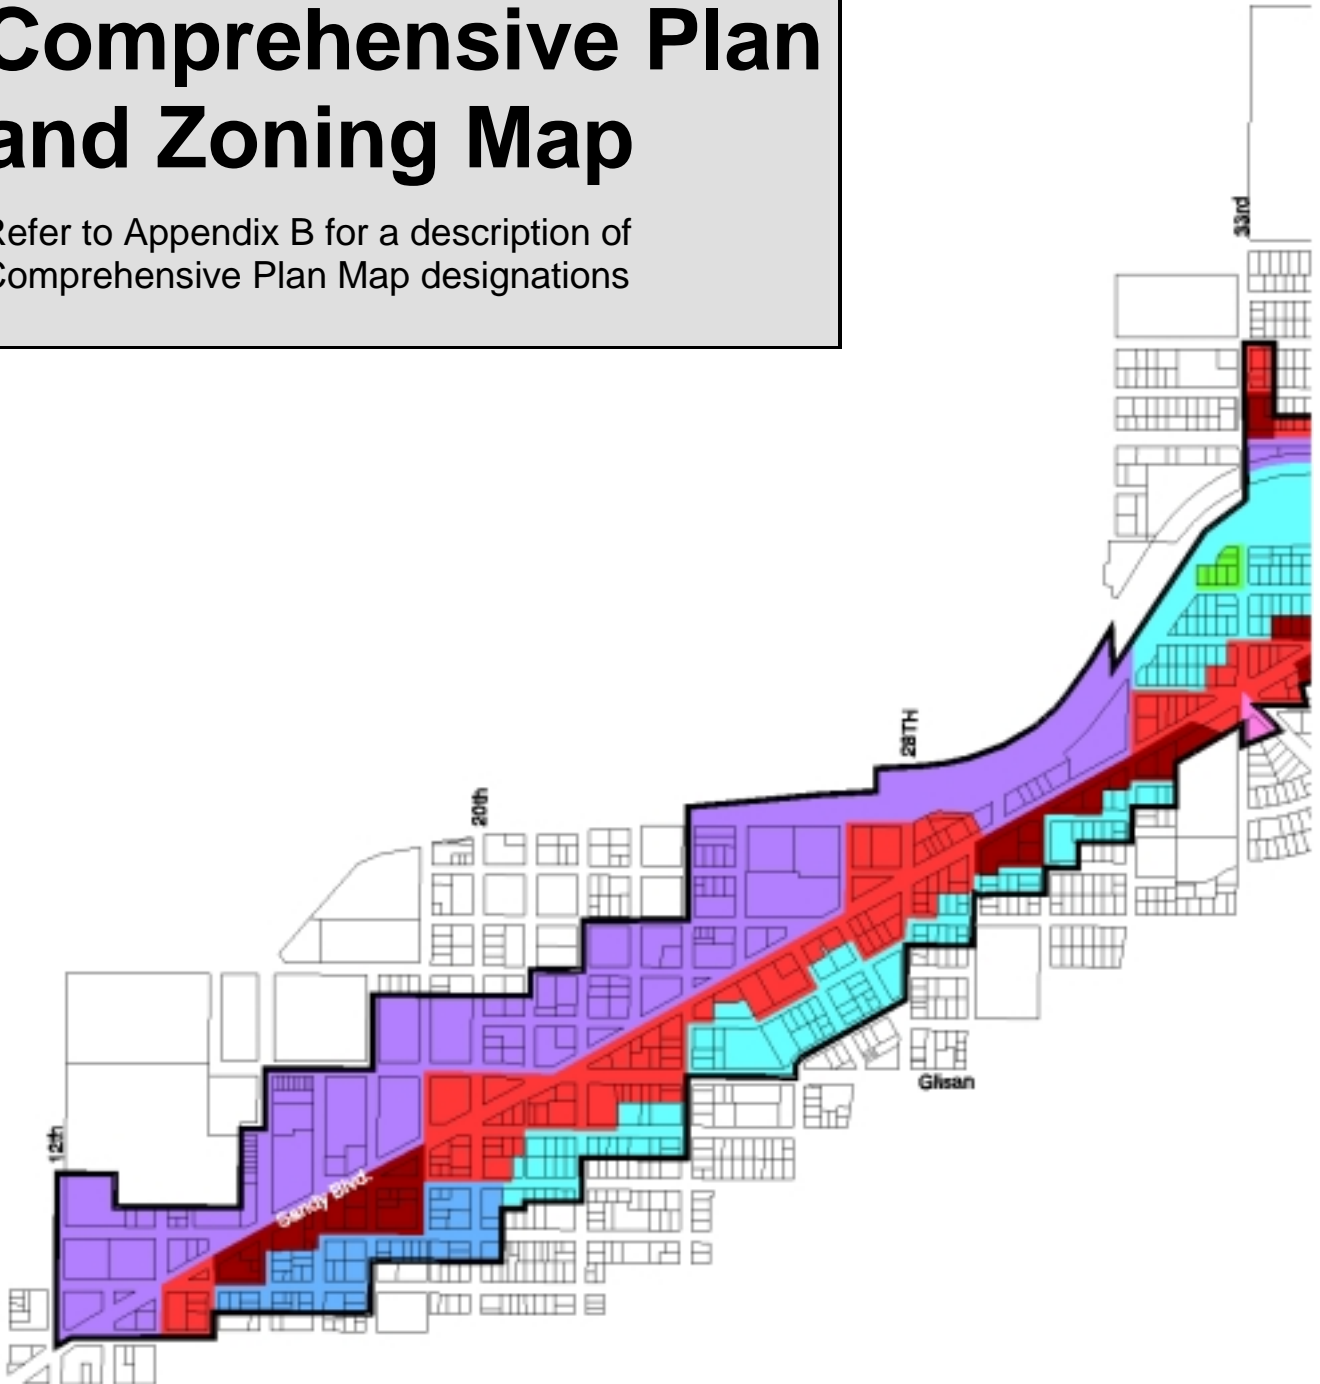 Comprehensive Plan
and Zoning Map
Refer to Appendix B for a description of
Comprehensive Plan Map designations
33rd
28TH
20th
Glisan
12th
Sandy Blvd.